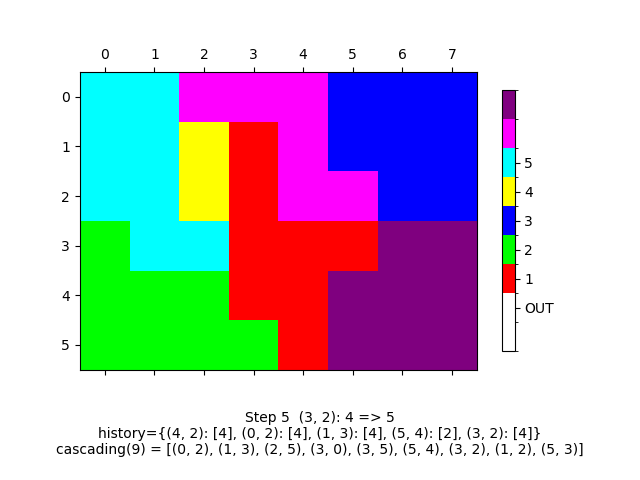 0 1 2 3 4 5 6 7
0
1
2
3
4
5
5
4
3
2
1
OUT
Step 5  (3, 2): 4 => 5
history={(4, 2): [4], (0, 2): [4], (1, 3): [4], (5, 4): [2], (3, 2): [4]}
cascading(9) = [(0, 2), (1, 3), (2, 5), (3, 0), (3, 5), (5, 4), (3, 2), (1, 2), (5, 3)]